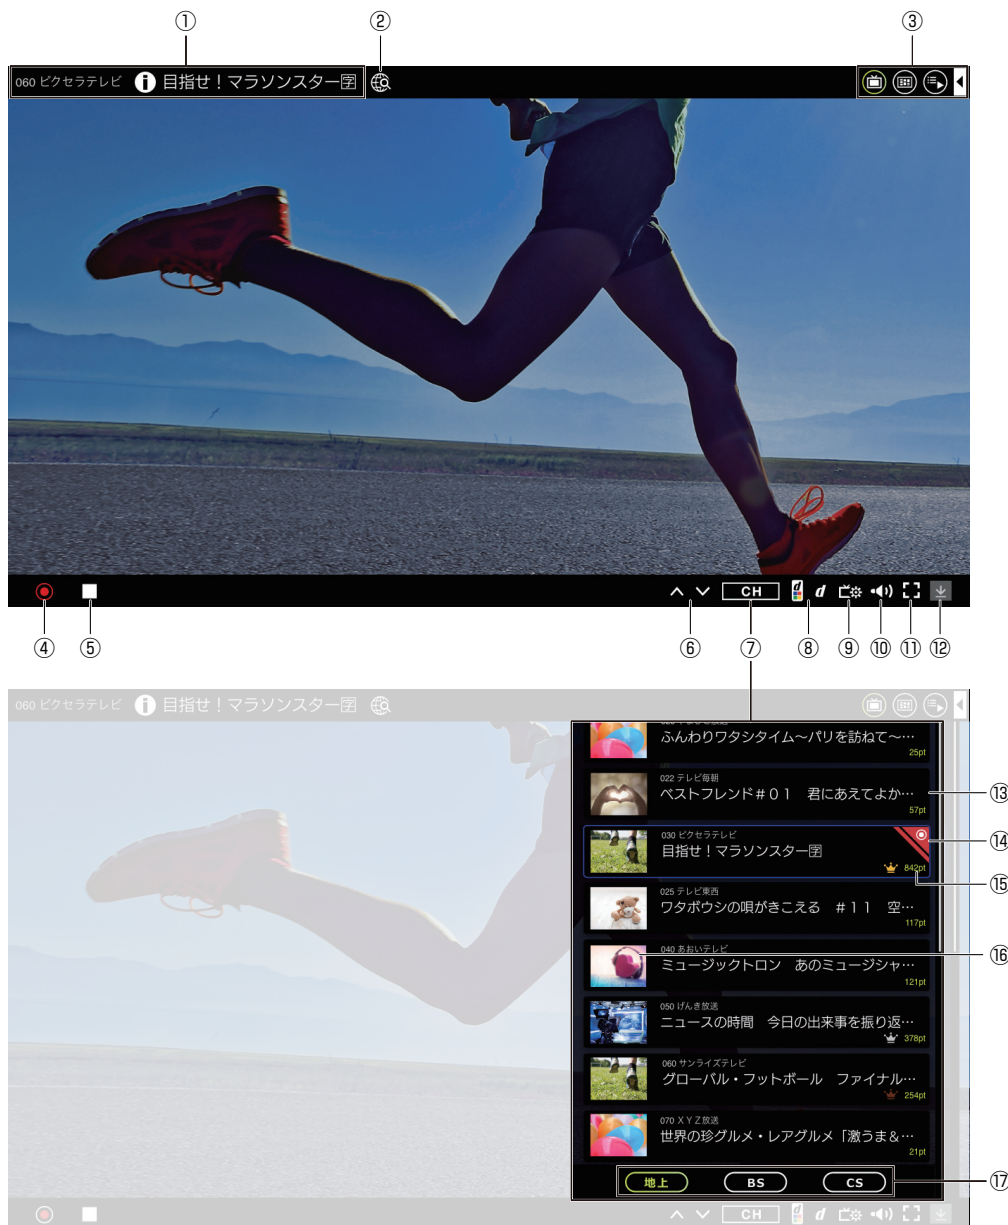 ① ② ③
060 ピクセラテレビ i 目指せ！マラソンスター字
④ ⑤ ⑥ ⑦ ⑧ ⑨ ⑩ ⑪ ⑫
CH d d
060 ピクセラテレビ i 目指せ！マラソンスター字
ふんわりワタシタイム～パリを訪ねて～…
25pt
022 テレビ毎朝
ベストフレンド＃０１　君にあえてよか…
57pt
⑬
030 ピクセラテレビ
目指せ！マラソンスター字
842pt
⑭
⑮
025 テレビ東西
ワタボウシの唄がきこえる　＃１１　空…
117pt
040 あおいテレビ
ミュージックトロン　あのミュージシャ…
121pt
⑯
050 げんき放送
ニュースの時間　今日の出来事を振り返…
378pt
060 サンライズテレビ
グローバル・フットボール　ファイナル…
254pt
070 ＸＹＺ放送
世界の珍グルメ・レアグルメ「激うま＆…
21pt
地上 BS CS
⑰
CH d d